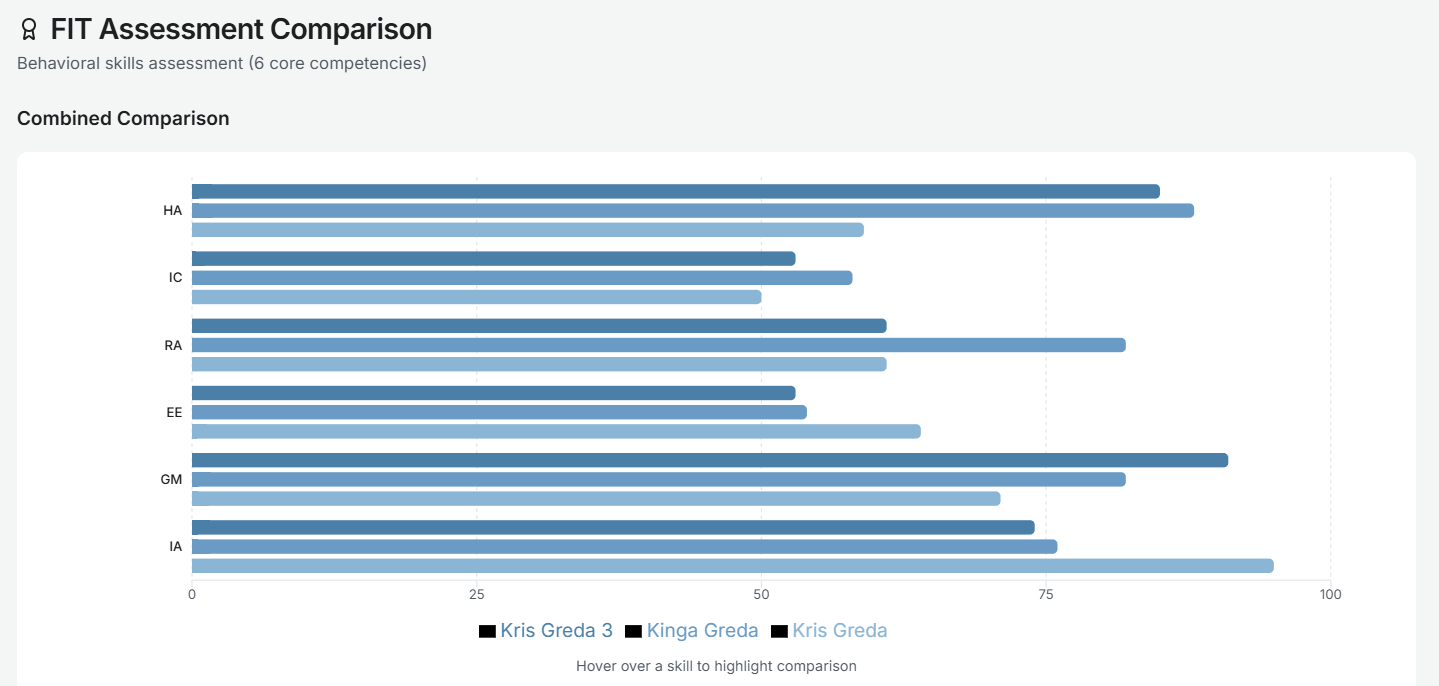 FIT Assessment Comparison
Behavioral skills assessment (6 core competencies)
Combined Comparison
HA
IC
RA
EE
GM
IA
0 25 50 75 100
Kris Greda 3 Kinga Greda Kris Greda
Hover over a skill to highlight comparison